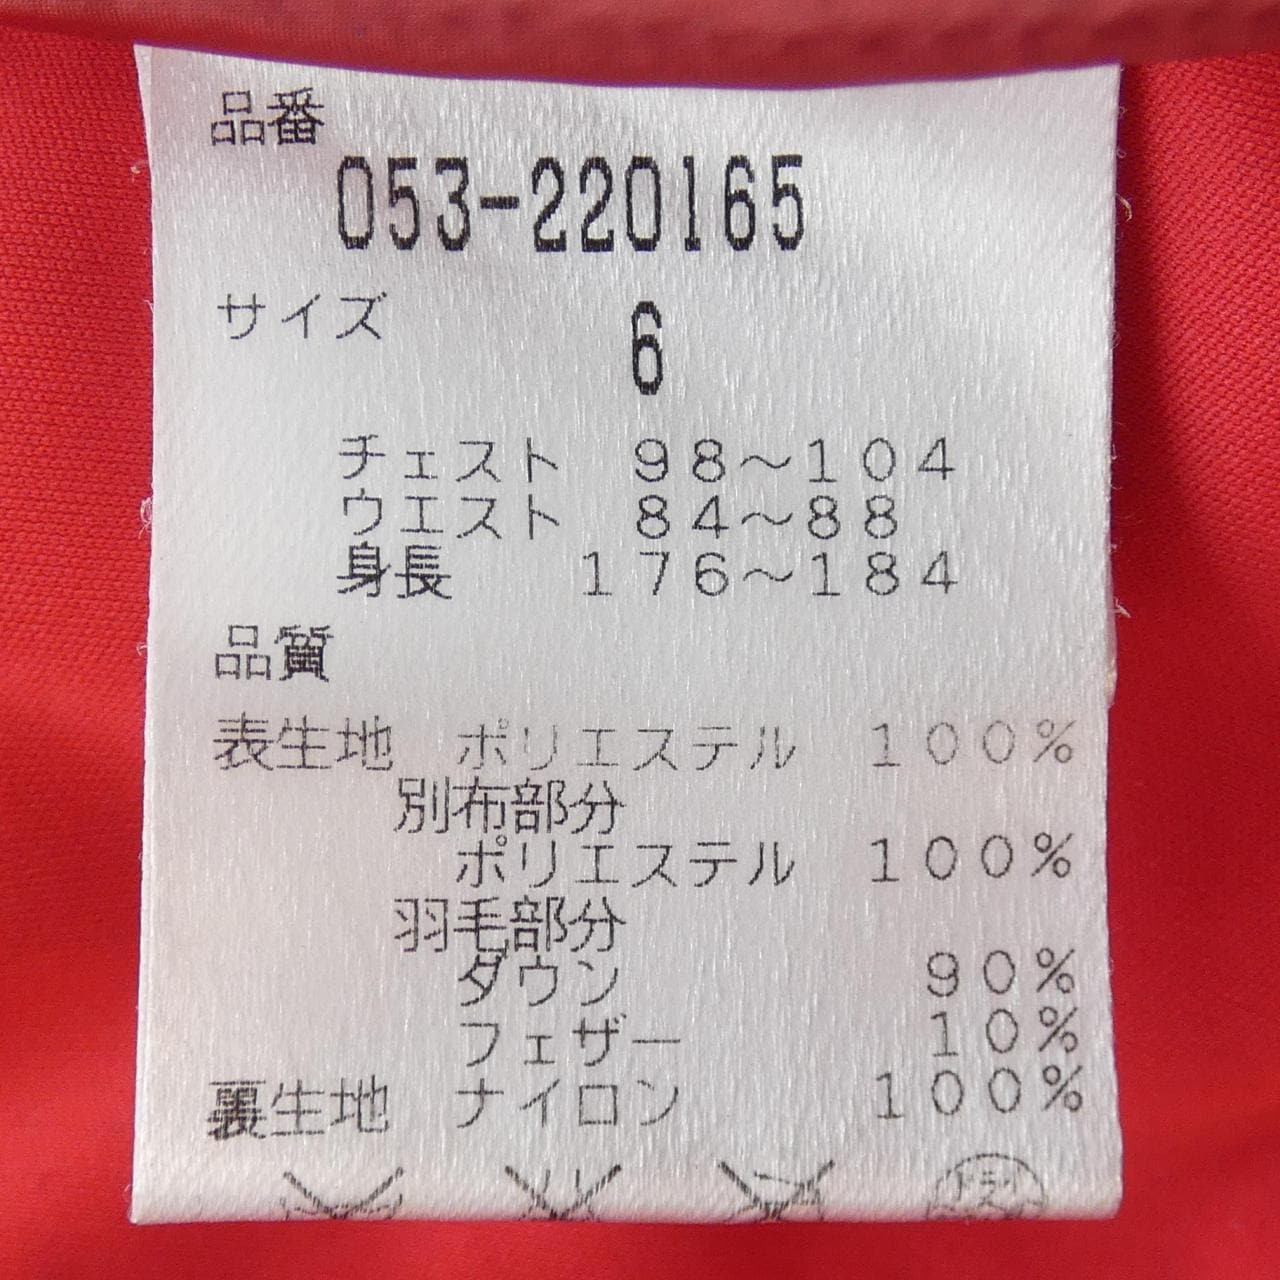 品番
053-220165
サイズ 6
チェスト 98〜104
ウエスト 84〜88
身長 176〜184
品質
表生地 ポリエステル 100%
別布部分
ポリエステル 100%
羽毛部分
ダウン 90%
フェザー 10%
裏生地 ナイロン 100%
ドライ